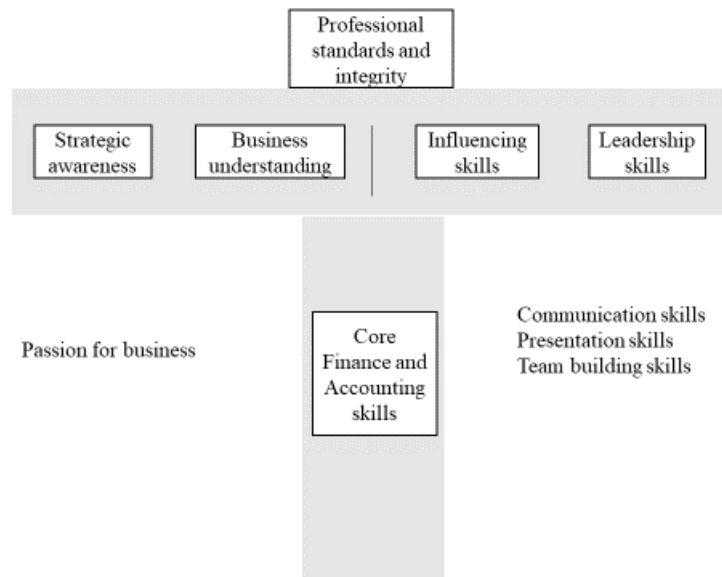 Professional
standards and
integrity
Strategic
awareness
Business
understanding
Influencing
skills
Leadership
skills
Passion for business
Core
Finance and
Accounting
skills
Communication skills
Presentation skills
Team building skills